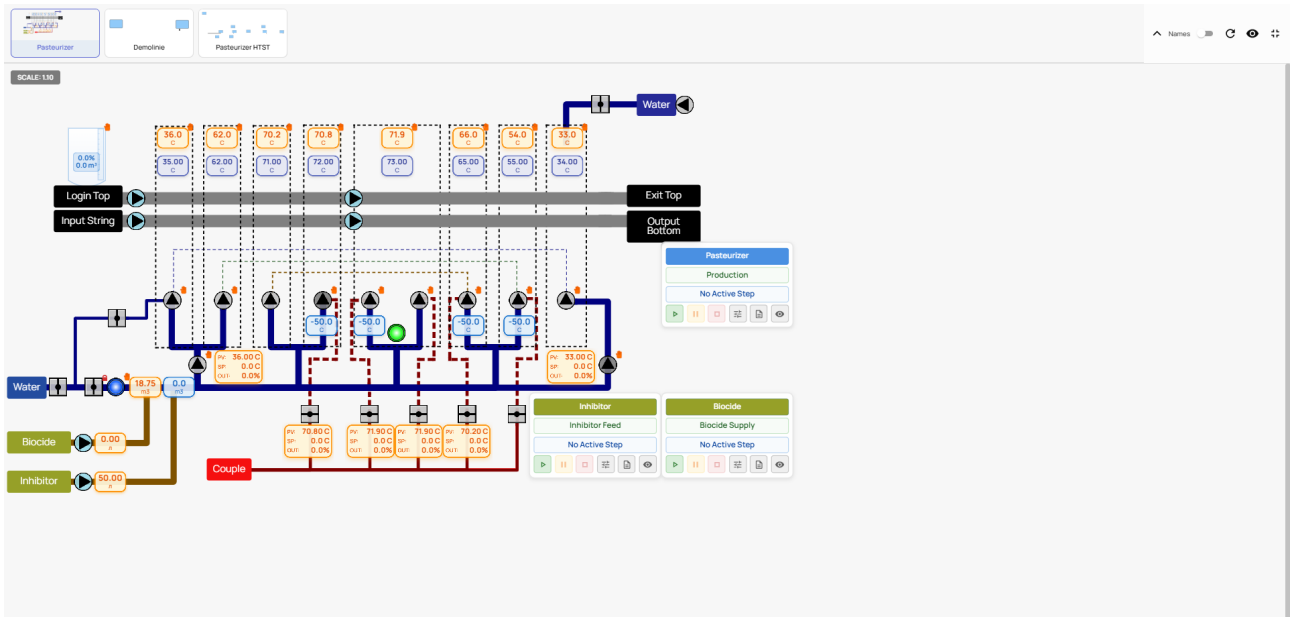 Pasteurizer
Demolinie
Pasteurizer HTST
Names
SCALE: 1.10
Water
36.0
C
62.0
C
70.2
C
70.8
C
71.9
C
66.0
C
54.0
C
33.0
C
0.0%
0.0 m³
35.00
C
62.00
C
71.00
C
72.00
C
73.00
C
65.00
C
55.00
C
34.00
C
Login Top
Exit Top
Input String
Output
Bottom
Pasteurizer
Production
No Active Step
-50.0
C
-50.0
C
-50.0
C
-50.0
C
PV: 36.00 C
SP: 0.0 C
OUT: 0.0%
PV: 33.00 C
SP: 0.0 C
OUT: 0.0%
Water
18.75
m3
0.0
m3
Inhibitor
Inhibitor Feed
No Active Step
Biocide
Biocide Supply
No Active Step
Biocide
0.00
PV: 70.80 C
SP: 0.0 C
OUT: 0.0%
PV: 71.90 C
SP: 0.0 C
OUT: 0.0%
PV: 71.90 C
SP: 0.0 C
OUT: 0.0%
PV: 70.20 C
SP: 0.0 C
OUT: 0.0%
Couple
Inhibitor
50.00